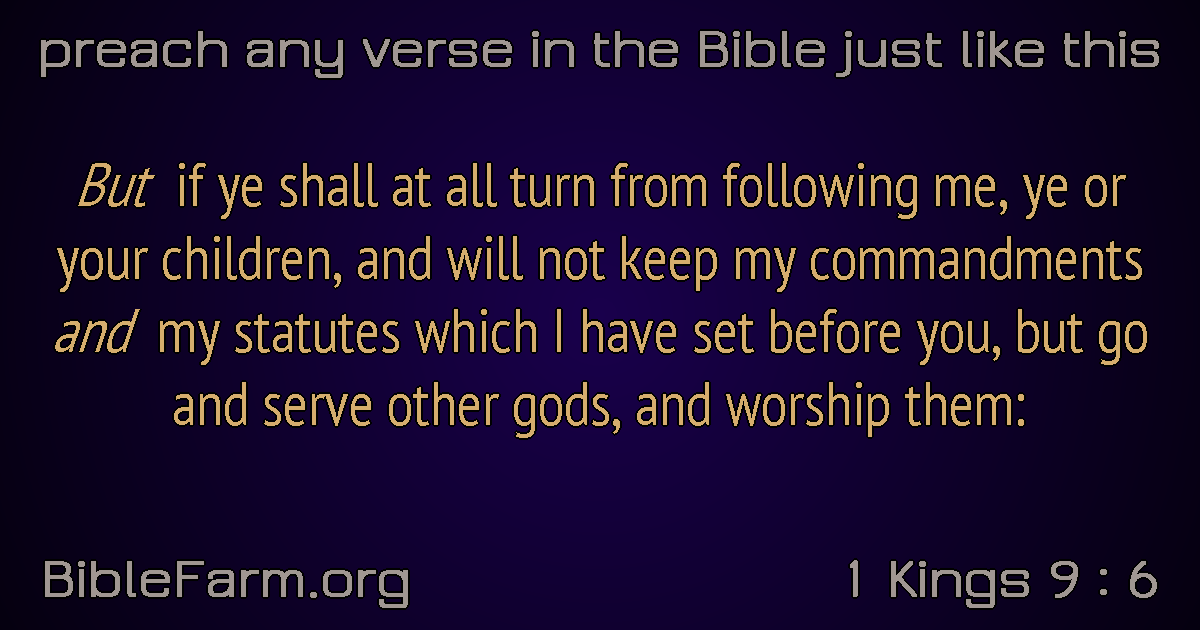 preach any verse in the Bible just like this
But if ye shall at all turn from following me, ye or
your children, and will not keep my commandments
and my statutes which I have set before you, but go
and serve other gods, and worship them:
BibleFarm.org
1 Kings 9 : 6